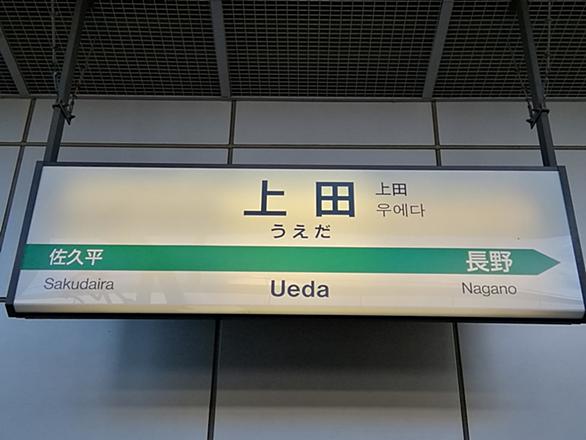 上田
上田
우에다
うえだ
佐久平
長野
Sakudaira
Ueda
Nagano